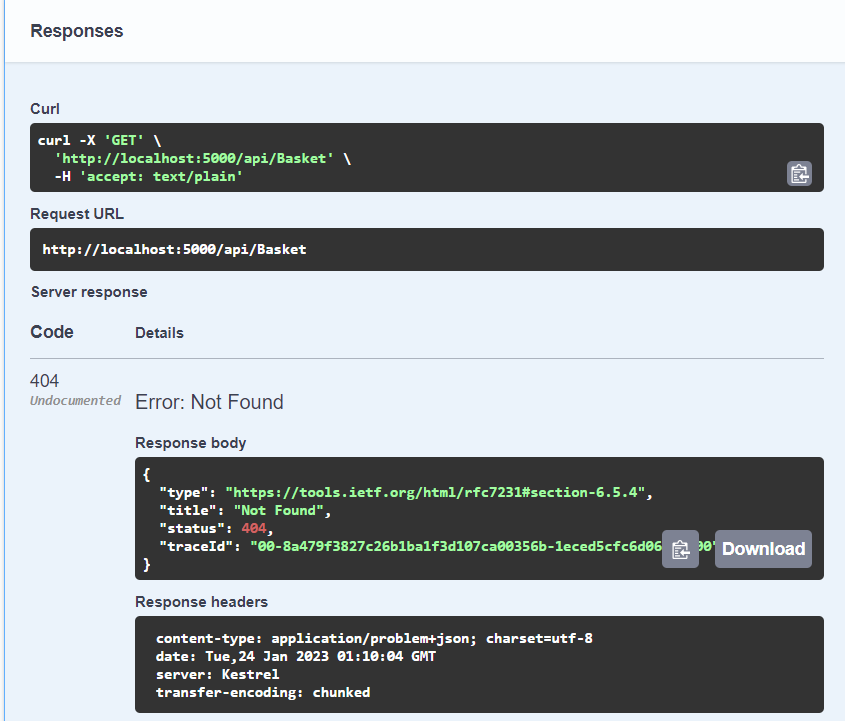 Responses
Curl
curl -X 'GET' \
'http://localhost:5000/api/Basket' \
-H 'accept: text/plain'
Request URL
http://localhost:5000/api/Basket
Server response
Code Details
404
Undocumented
Error: Not Found
Response body
{
"type": "https://tools.ietf.org/html/rfc7231#section-6.5.4",
"title": "Not Found",
"status": 404,
"traceId": "00-8a479f3827c26b1ba1f3d107ca00356b-1eced5cfc6d06
}
Download
Response headers
content-type: application/problem+json; charset=utf-8
date: Tue,24 Jan 2023 01:10:04 GMT
server: Kestrel
transfer-encoding: chunked